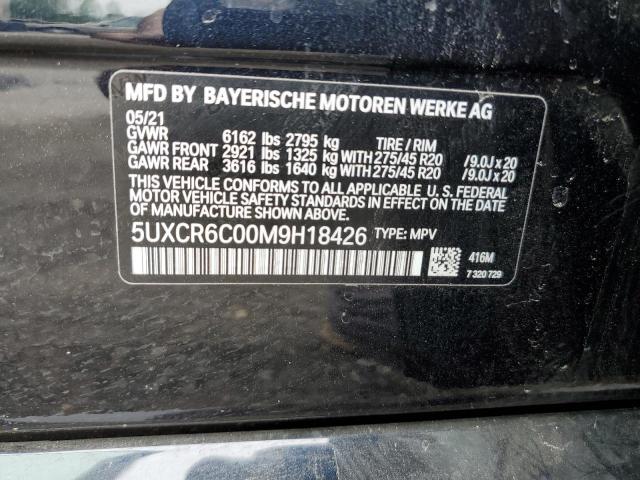 MFD BY BAYERISCHE MOTOREN WERKE AG
05/21
GVWR 6162 lbs 2795 kg TIRE / RIM
GAWR FRONT 2921 lbs 1325 kg WITH 275/45 R20 /9.0J x 20
GAWR REAR 3616 lbs 1640 kg WITH 275/45 R20 /9.0J x 20
THIS VEHICLE CONFORMS TO ALL APPLICABLE U. S. FEDERAL
MOTOR VEHICLE SAFETY STANDARDS IN EFFECT ON THE DATE
OF MANUFACTURE SHOWN ABOVE.
5UXCR6C00M9H18426 TYPE: MPV
416M
7 320 729